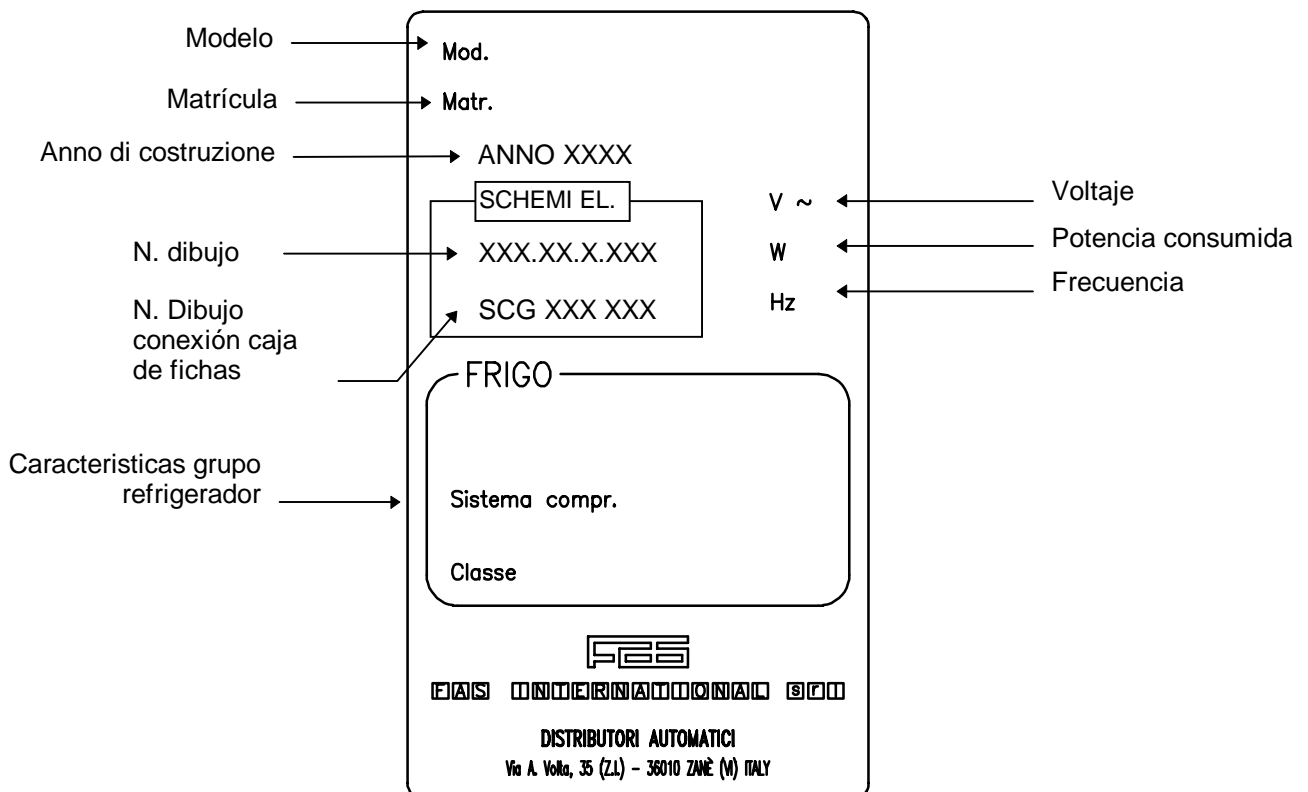 Modelo
Mod.
Matrícula
Matr.
Anno di costruzione
ANNO XXXX
SCHEMI EL.
V ~
Voltaje
N. dibujo
XXX.XX.X.XXX
W
Potencia consumida
N. Dibujo
conexión caja
de fichas
SCG XXX XXX
Hz
Frecuencia
FRIGO
Caracteristicas grupo
refrigerador
Sistema compr.
Classe
FAS
FAS INTERNATIONAL srl
DISTRIBUTORI AUTOMATICI
Via A. Volta, 35 (Z.I.) - 36010 ZANÈ (VI) ITALY